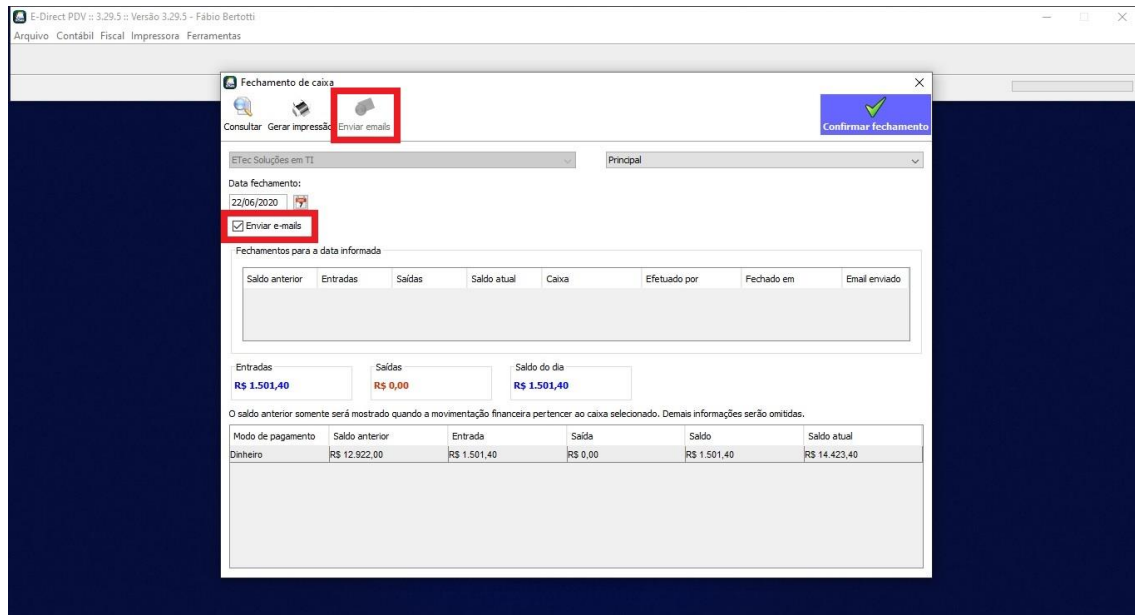 E-Direct PDV :: 3.29.5 :: Versão 3.29.5 - Fábio Bertotti
Arquivo Contábil Fiscal Impressora Ferramentas
Fechamento de caixa
Consultar Gerar impressão Enviar emails Confirmar fechamento
ETec Soluções em TI Principal
Data fechamento:
22/06/2020
Enviar e-mails
Fechamentos para a data informada
Saldo anterior Entradas Saídas Saldo atual Caixa Efetuado por Fechado em Email enviado
Entradas Saídas Saldo do dia
R$ 1.501,40 R$ 0,00 R$ 1.501,40
O saldo anterior somente será mostrado quando a movimentação financeira pertencer ao caixa selecionado. Demais informações serão omitidas.
Modo de pagamento Saldo anterior Entrada Saída Saldo Saldo atual
Dinheiro R$ 12.922,00 R$ 1.501,40 R$ 0,00 R$ 1.501,40 R$ 14.423,40